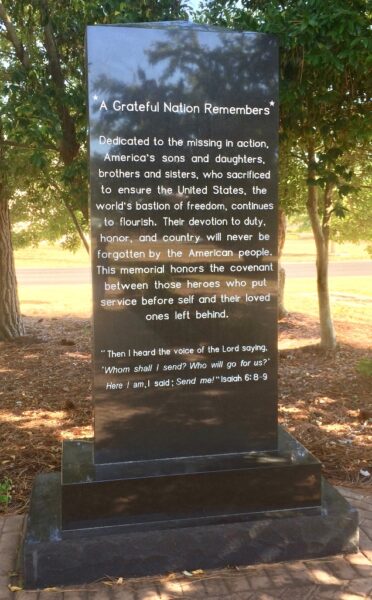 *A Grateful Nation Remembers*
Dedicated to the missing in action,
America's sons and daughters,
brothers and sisters, who sacrificed
to ensure the United States, the
world's bastion of freedom, continues
to flourish. Their devotion to duty,
honor, and country will never be
forgotten by the American people.
This memorial honors the covenant
between those heroes who put
service before self and their loved
ones left behind.
"Then I heard the voice of the Lord saying,
'Whom shall I send? Who will go for us?'
Here I am, I said; Send me!" Isaiah 6:8-9